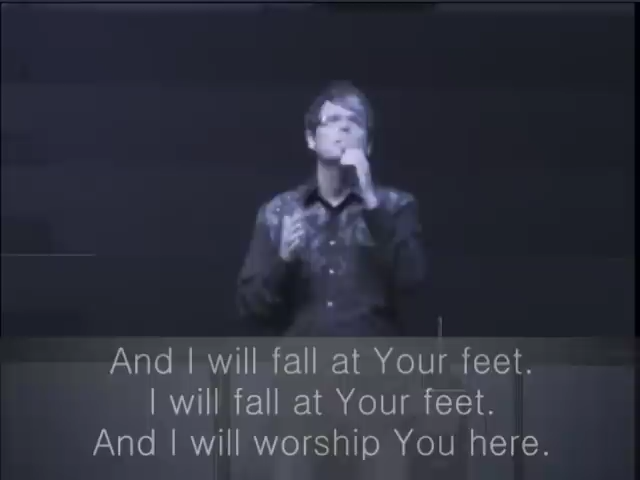 And I will fall at Your feet.
I will fall at Your feet.
And I will worship You here.